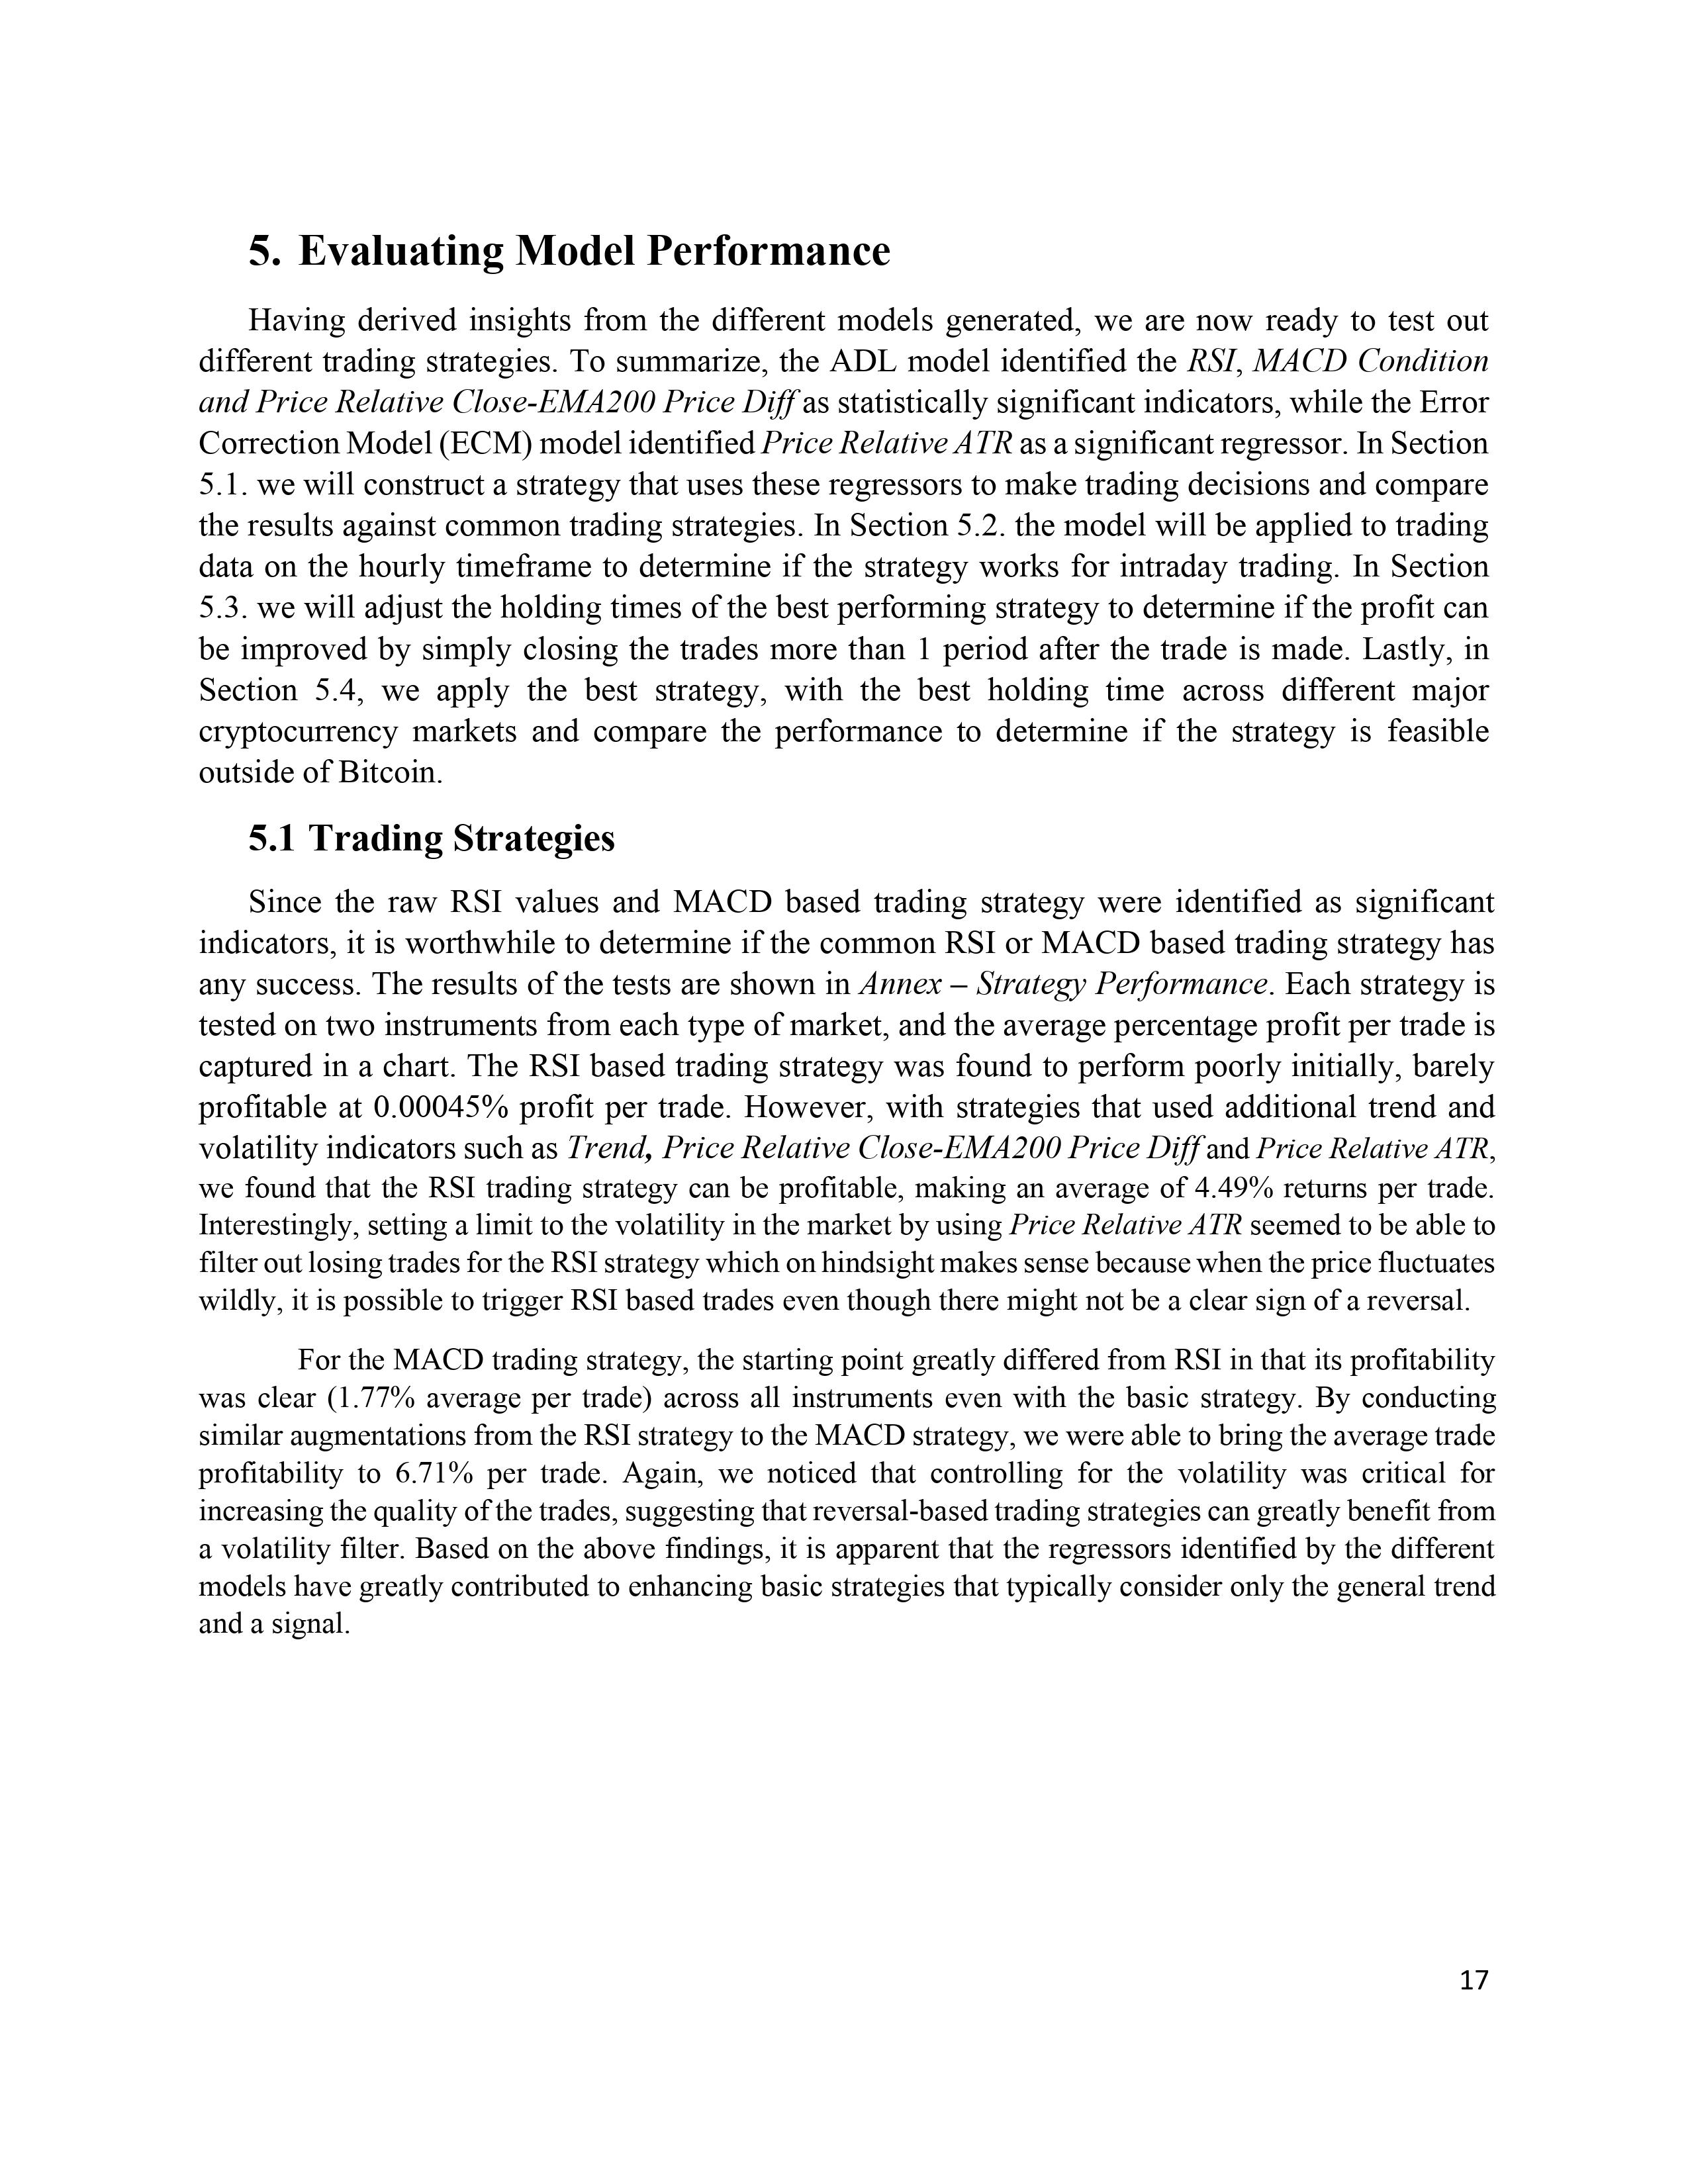 5. Evaluating Model Performance
Having derived insights from the different models generated, we are now ready to test out
different trading strategies. To summarize, the ADL model identified the RSI, MACD Condition
and Price Relative Close-EMA200 Price Diff as statistically significant indicators, while the Error
Correction Model (ECM) model identified Price Relative ATR as a significant regressor. In Section
5.1. we will construct a strategy that uses these regressors to make trading decisions and compare
the results against common trading strategies. In Section 5.2. the model will be applied to trading
data on the hourly timeframe to determine if the strategy works for intraday trading. In Section
5.3. we will adjust the holding times of the best performing strategy to determine if the profit can
be improved by simply closing the trades more than 1 period after the trade is made. Lastly, in
Section 5.4, we apply the best strategy, with the best holding time across different major
cryptocurrency markets and compare the performance to determine if the strategy is feasible
outside of Bitcoin.
5.1 Trading Strategies
Since the raw RSI values and MACD based trading strategy were identified as significant
indicators, it is worthwhile to determine if the common RSI or MACD based trading strategy has
any success. The results of the tests are shown in Annex – Strategy Performance. Each strategy is
tested on two instruments from each type of market, and the average percentage profit per trade is
captured in a chart. The RSI based trading strategy was found to perform poorly initially, barely
profitable at 0.00045% profit per trade. However, with strategies that used additional trend and
volatility indicators such as Trend, Price Relative Close-EMA200 Price Diff and Price Relative ATR,
we found that the RSI trading strategy can be profitable, making an average of 4.49% returns per trade.
Interestingly, setting a limit to the volatility in the market by using Price Relative ATR seemed to be able to
filter out losing trades for the RSI strategy which on hindsight makes sense because when the price fluctuates
wildly, it is possible to trigger RSI based trades even though there might not be a clear sign of a reversal.
For the MACD trading strategy, the starting point greatly differed from RSI in that its profitability
was clear (1.77% average per trade) across all instruments even with the basic strategy. By conducting
similar augmentations from the RSI strategy to the MACD strategy, we were able to bring the average trade
profitability to 6.71% per trade. Again, we noticed that controlling for the volatility was critical for
increasing the quality of the trades, suggesting that reversal-based trading strategies can greatly benefit from
a volatility filter. Based on the above findings, it is apparent that the regressors identified by the different
models have greatly contributed to enhancing basic strategies that typically consider only the general trend
and a signal.
17